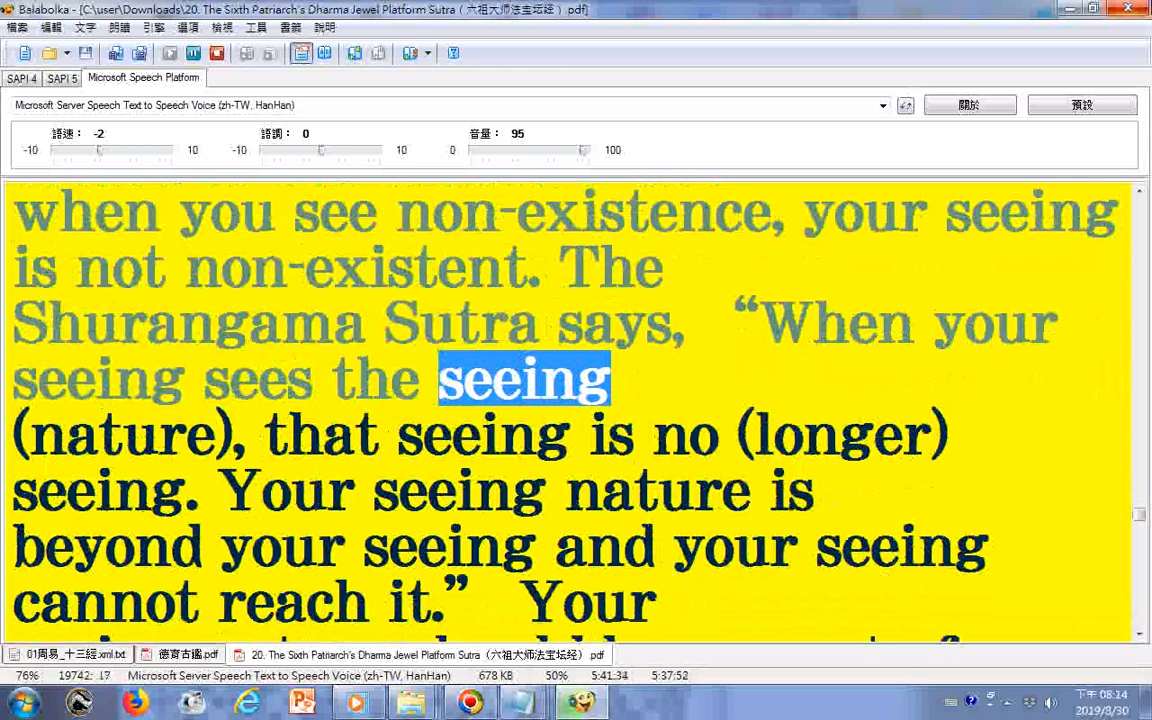 Balabolka - [C:\user\Downloads\20. The Sixth Patriarch's Dharma Jewel Platform Sutra（六祖大师法宝坛经）pdf]
檔案 編輯 文字 朗讀 引擎 選項 檢視 工具 書籤 說明
SAPI 4 SAPI 5 Microsoft Speech Platform
Microsoft Server Speech Text to Speech Voice (zh-TW, HanHan) 關於 預設
語速： -2 語調： 0 音量： 95
-10 10 -10 10 0 100
when you see non-existence, your seeing
is not non-existent. The
Shurangama Sutra says, “When your
seeing sees the seeing
(nature), that seeing is no (longer)
seeing. Your seeing nature is
beyond your seeing and your seeing
cannot reach it.” Your
01周易_十三經.xml.txt 德育古鑑.pdf 20. The Sixth Patriarch's Dharma Jewel Platform Sutra（六祖大师法宝坛经）.pdf
76% 19742: 17 Microsoft Server Speech Text to Speech Voice (zh-TW, HanHan) 678 KB 50% 5:41:34 5:37:52
下午 08:14
2019/8/30